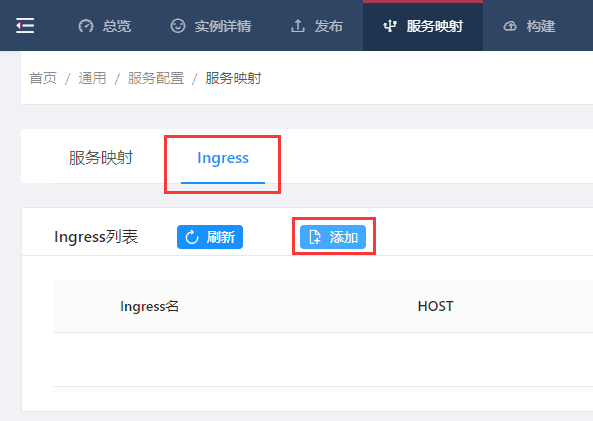 总览 实例详情 发布 服务映射 构建
首页 / 通用 / 服务配置 / 服务映射
服务映射 Ingress
Ingress列表 刷新 添加
Ingress名 HOST